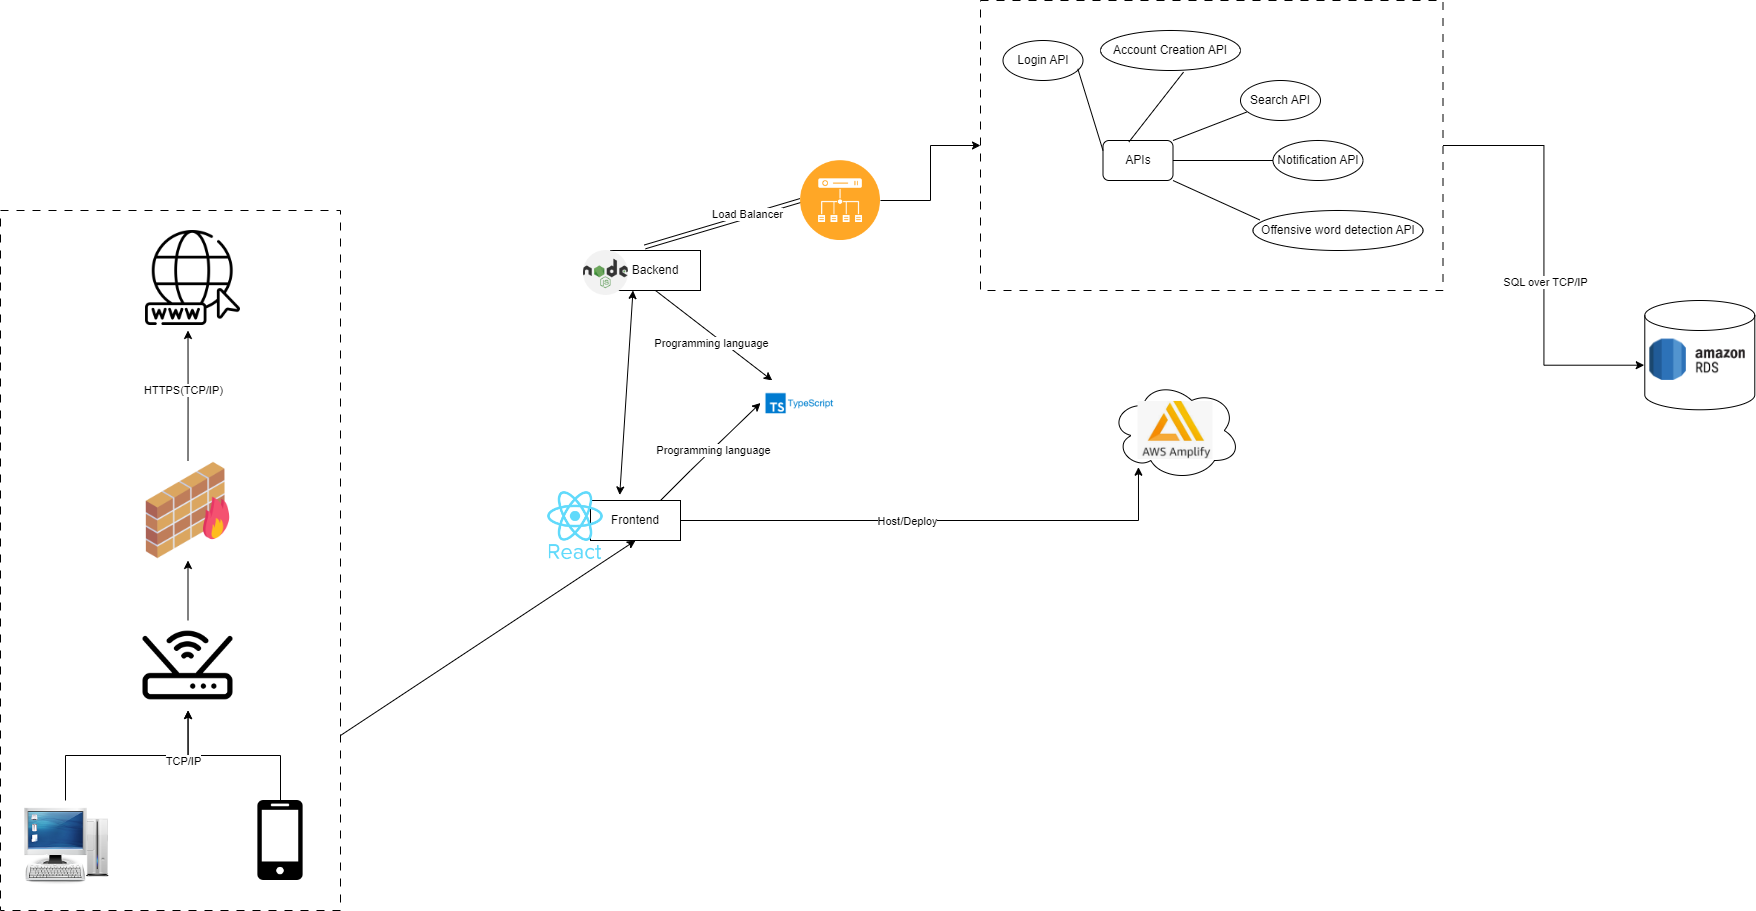 Login API
Account Creation API
Search API
APIs
Notification API
Offensive word detection API
Load Balancer
node
JS
Backend
SQL over TCP/IP
WWW
Programming language
amazon
RDS
HTTPS(TCP/IP)
TS TypeScript
Programming language
AWS Amplify
Frontend
Host/Deploy
React
TCP/IP